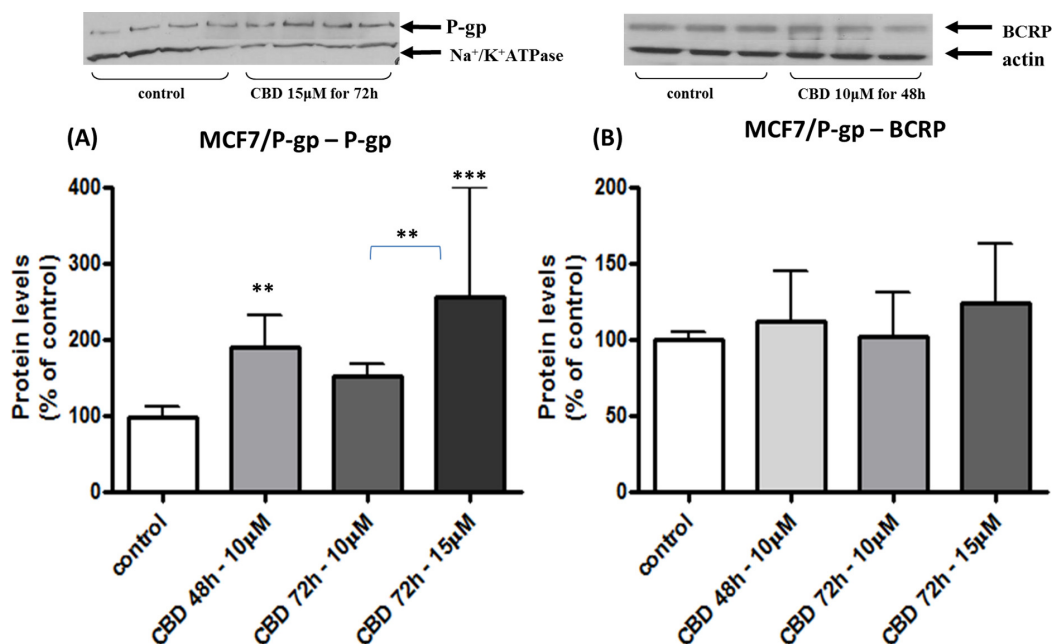 P-gp
Na⁺/K⁺ATPase
control
CBD 15µM for 72h
BCRP
actin
control
CBD 10µM for 48h
(A)
MCF7/P-gp – P-gp
Protein levels
(% of control)
400
300
200
100
0
**
**
***
control
CBD 48h - 10µM
CBD 72h - 10µM
CBD 72h - 15µM
(B)
MCF7/P-gp – BCRP
Protein levels
(% of control)
200
150
100
50
0
control
CBD 48h - 10µM
CBD 72h - 10µM
CBD 72h - 15µM